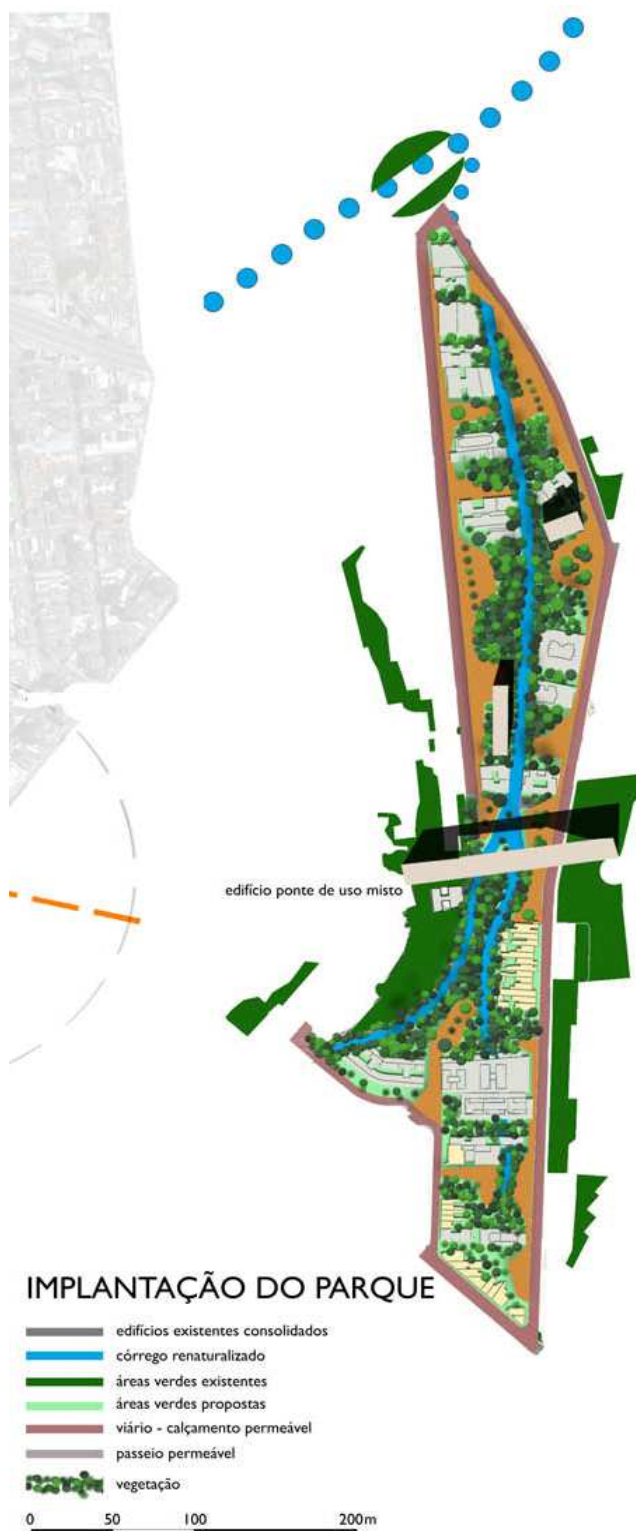 edifício ponte de uso misto
IMPLANTAÇÃO DO PARQUE
edifícios existentes consolidados
córrego renaturalizado
áreas verdes existentes
áreas verdes propostas
viário - calçamento permeável
passeio permeável
vegetação
0 50 100 200m